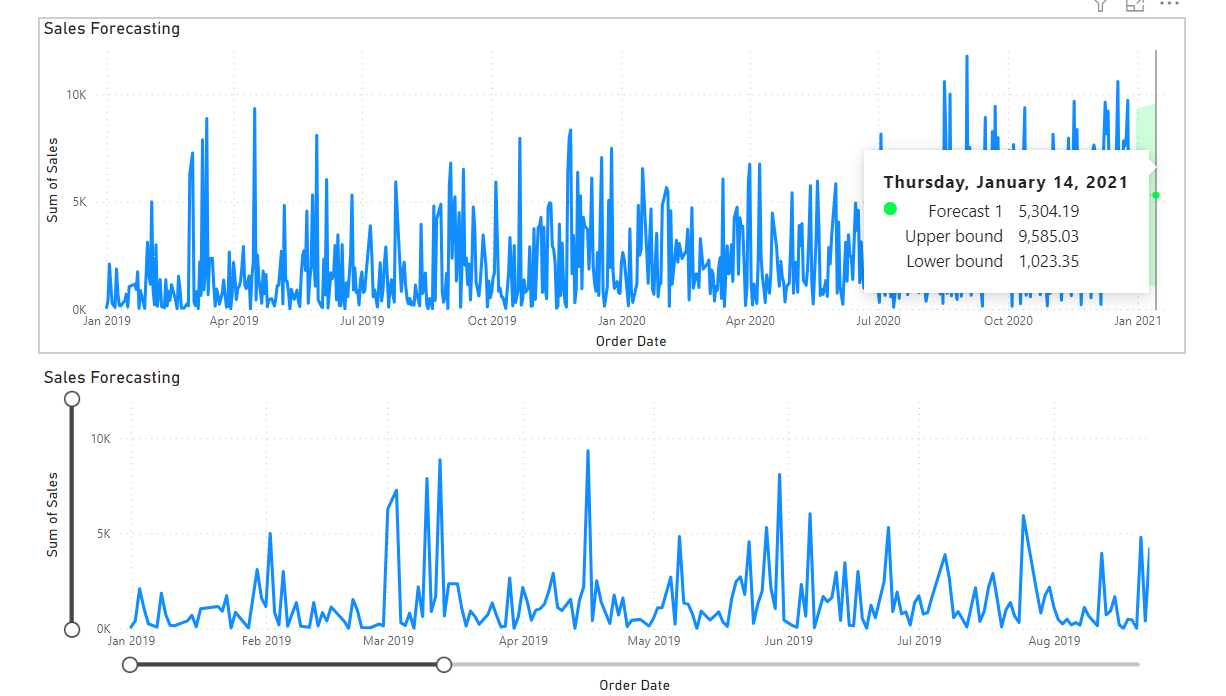 Sales Forecasting
10K
5K
0K
Sum of Sales
Thursday, January 14, 2021
Forecast 1 5,304.19
Upper bound 9,585.03
Lower bound 1,023.35
Jan 2019 Apr 2019 Jul 2019 Oct 2019 Jan 2020 Apr 2020 Jul 2020 Oct 2020 Jan 2021
Order Date
Sales Forecasting
10K
5K
0K
Sum of Sales
Jan 2019 Feb 2019 Mar 2019 Apr 2019 May 2019 Jun 2019 Jul 2019 Aug 2019
Order Date